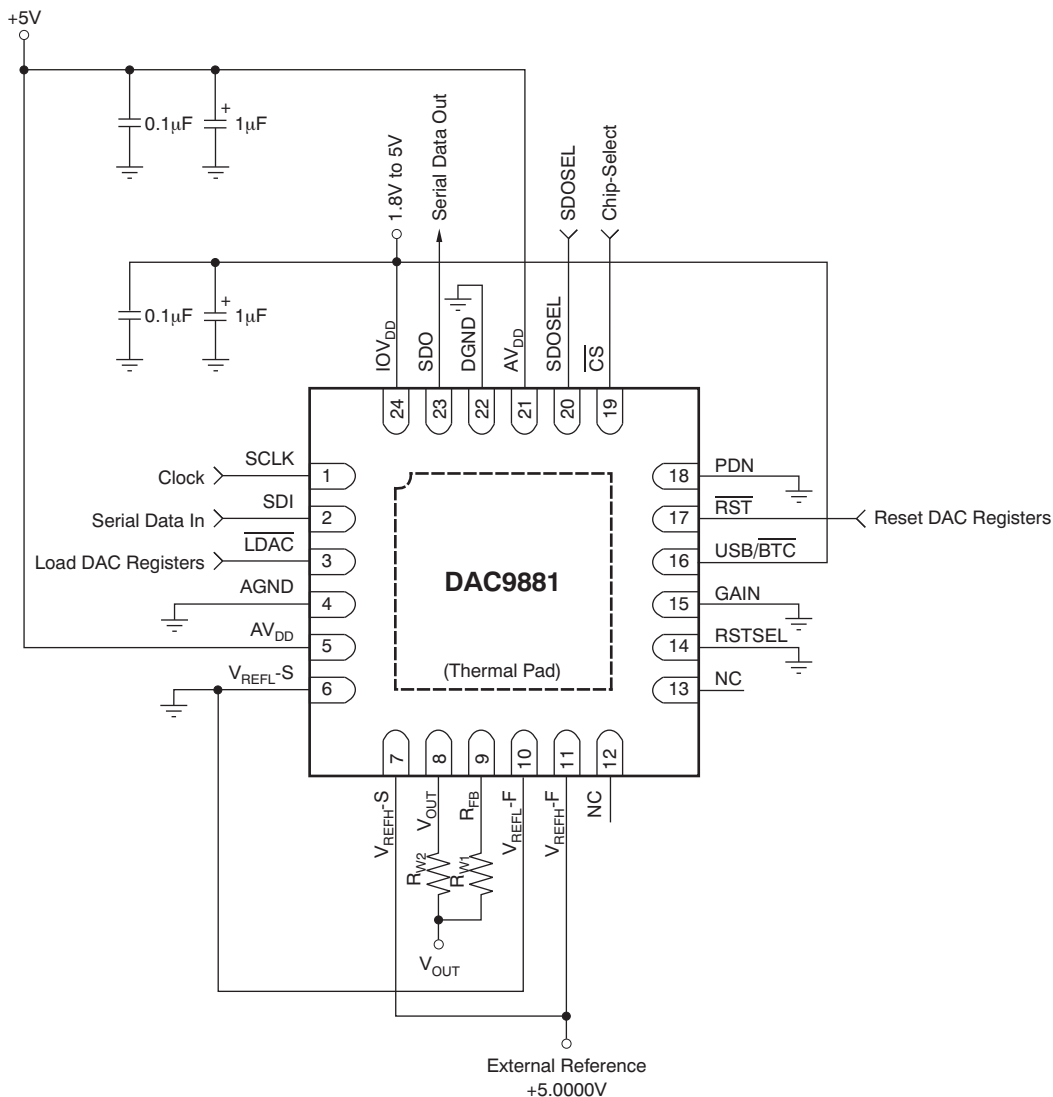 +5V
0.1μF
+
1μF
1.8V to 5V
Serial Data Out
SDOSEL
Chip-Select
0.1μF
+
1μF
IOVDD
SDO
DGND
AVDD
SDOSEL
CS
24
23
22
21
20
19
Clock
SCLK
1
Serial Data In
SDI
2
Load DAC Registers
LDAC
3
AGND
4
AVDD
5
VREFL-S
6
DAC9881
(Thermal Pad)
18
PDN
17
RST
Reset DAC Registers
16
USB/BTC
15
GAIN
14
RSTSEL
13
NC
7
8
9
10
11
12
VREFH-S
VOUT
RFB
VREFL-F
VREFH-F
NC
RW2
RW1
VOUT
External Reference
+5.0000V